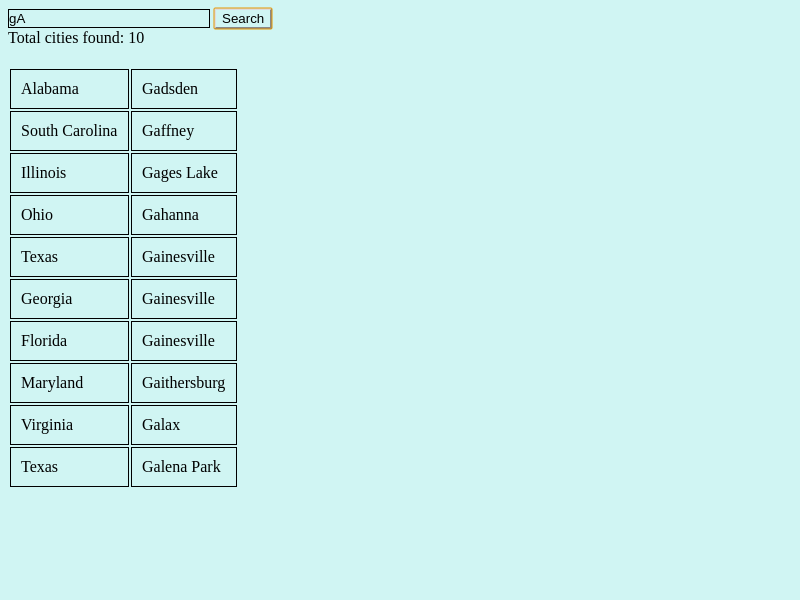 gA Search
Total cities found: 10
Alabama Gadsden
South Carolina Gaffney
Illinois Gages Lake
Ohio Gahanna
Texas Gainesville
Georgia Gainesville
Florida Gainesville
Maryland Gaithersburg
Virginia Galax
Texas Galena Park